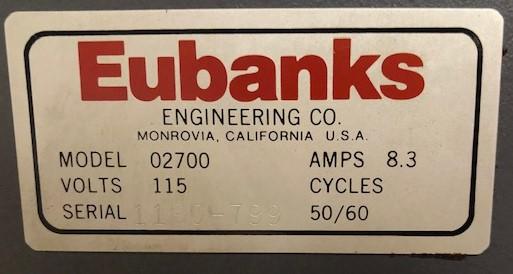 Eubanks
ENGINEERING CO.
MONROVIA, CALIFORNIA U.S.A.
MODEL 02700 AMPS 8.3
VOLTS 115 CYCLES
SERIAL 50/60